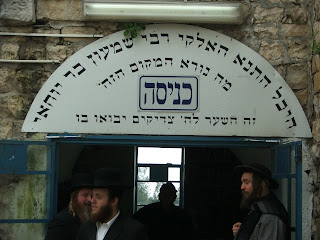 היכל התנא האלקי רבי שמעון בר יוחאי
מה נורא המקום הזה
כניסה
זה השער לה' צדיקים יבואו בו